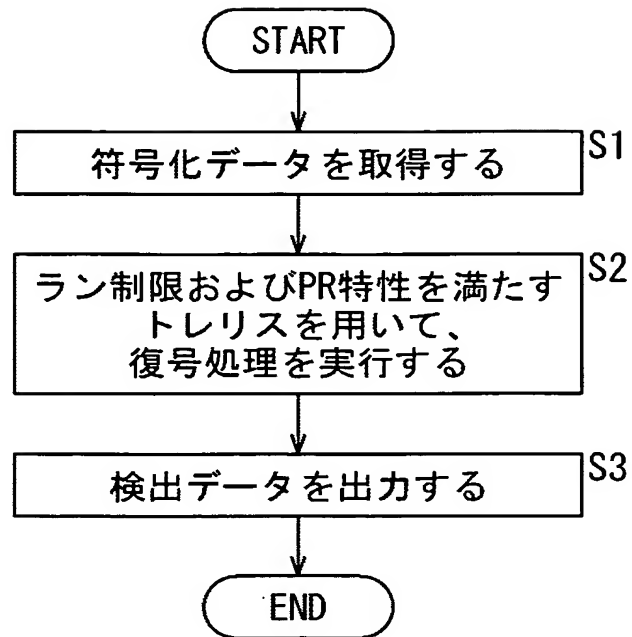 START
符号化データを取得する
S1
ラン制限およびPR特性を満たす
トレリスを用いて、
復号処理を実行する
S2
検出データを出力する
S3
END